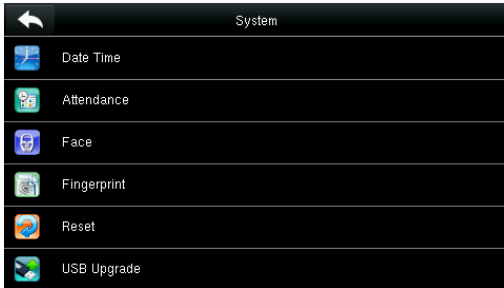 System
Date Time
Attendance
Face
Fingerprint
Reset
USB Upgrade